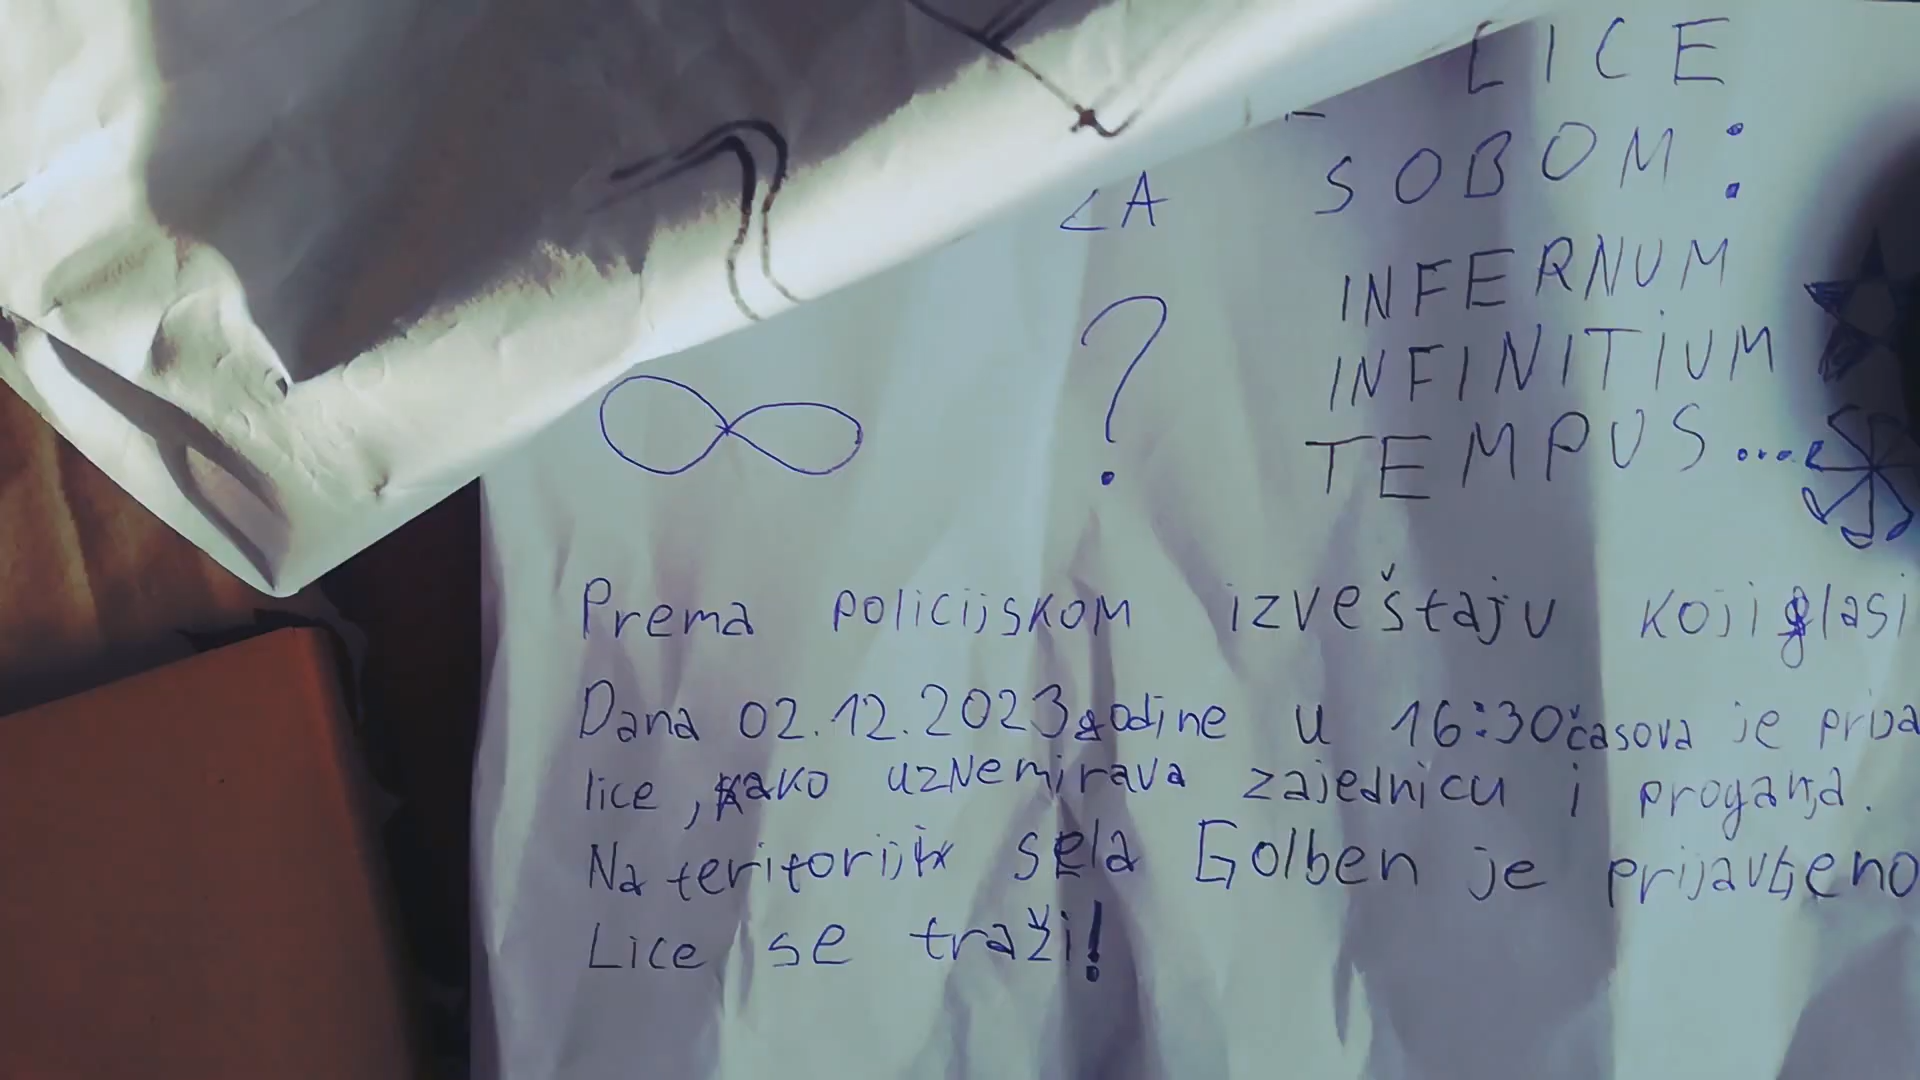 LICE
ZA SOBOM:
?
INFERNUM
INFINITIUM
TEMPUS...
Prema policijskom izveštaju koji glasi
Dana 02.12.2023 godine u 16:30 časova je
lice, kako uznemirava zajednicu i proganja.
Na teritoriji sela Golben je prijavljeno
Lice se traži!